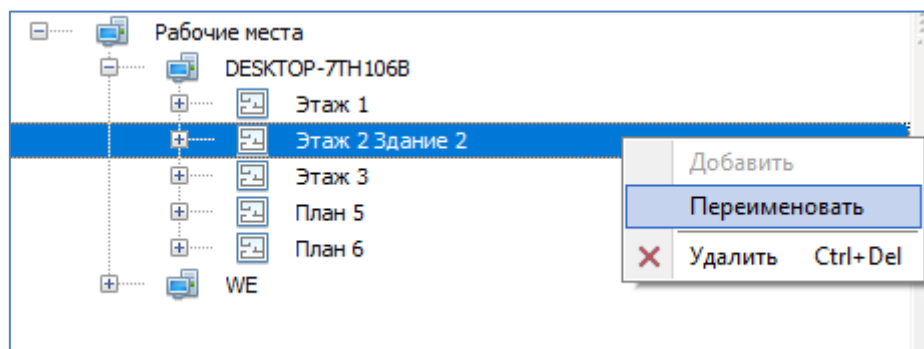 Рабочие места
DESKTOP-7TH106B
Этаж 1
Этаж 2 Здание 2
Добавить
Этаж 3
Переименовать
План 5
План 6
Удалить Ctrl+Del
WE